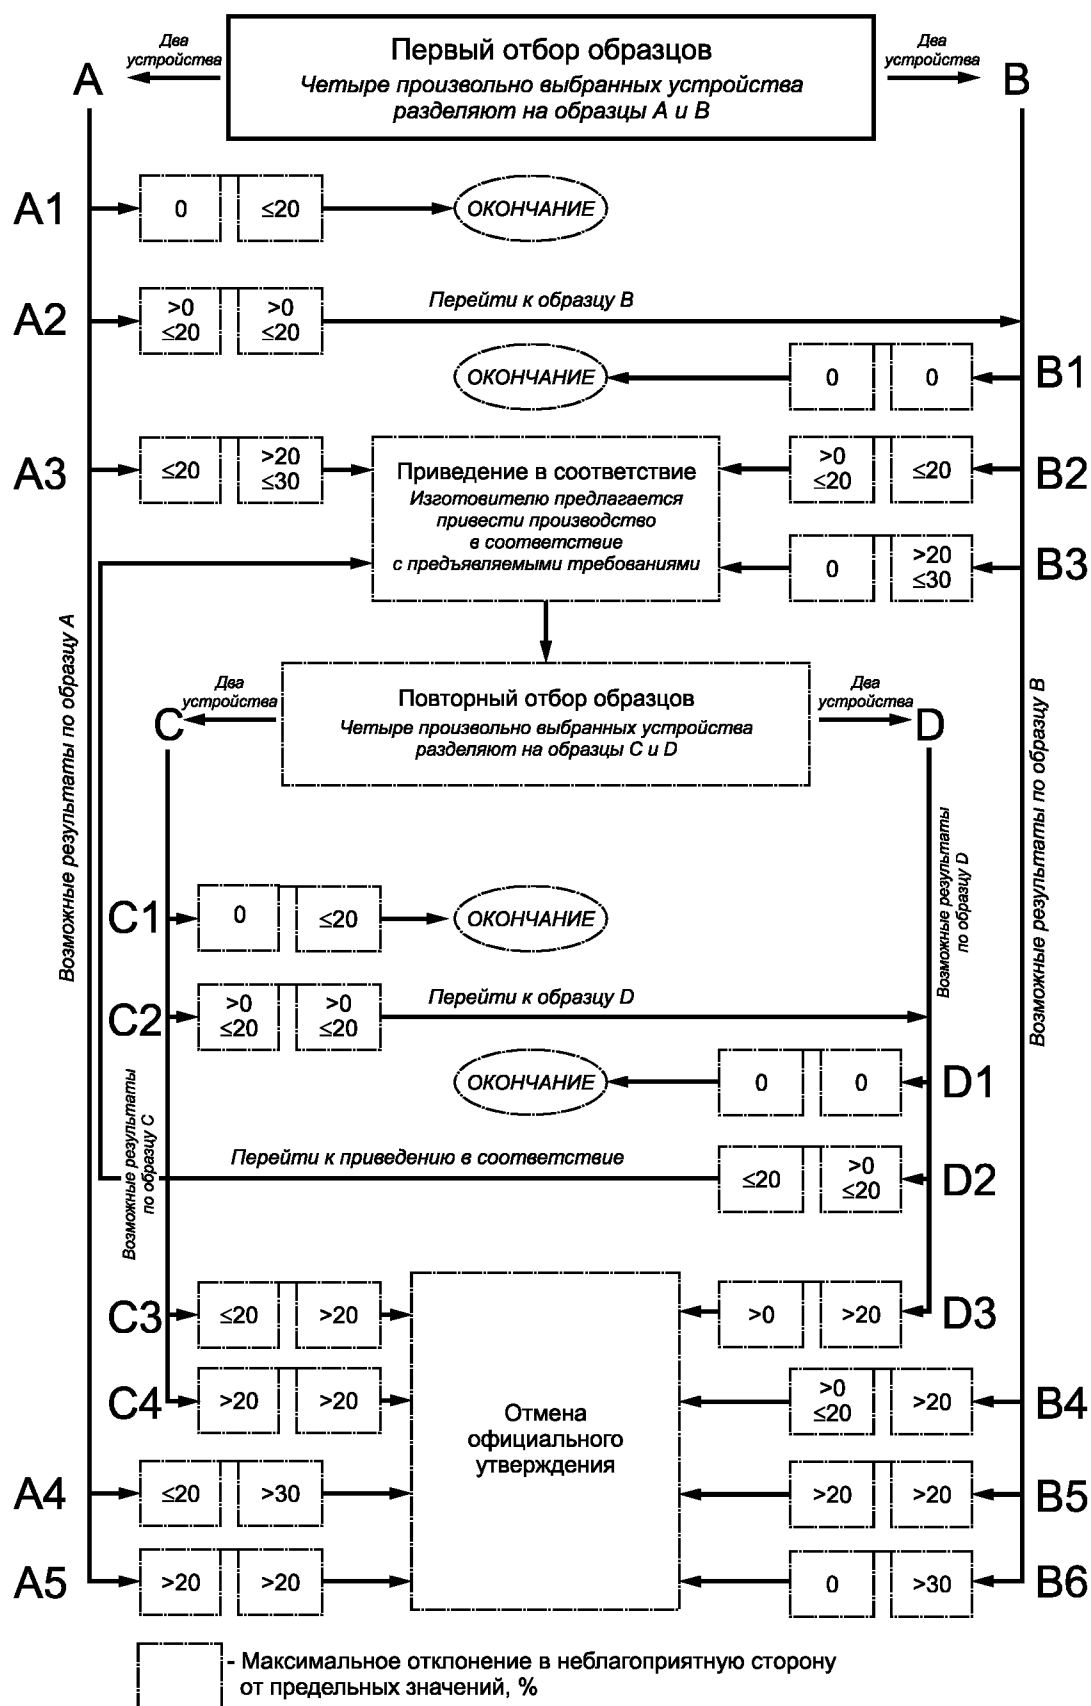 Два
устройства
Первый отбор образцов
Четыре произвольно выбранных устройства
разделяют на образцы А и В
Два
устройства
A
B
A1
0
≤20
ОКОНЧАНИЕ
A2
>0
≤20
>0
≤20
Перейти к образцу В
ОКОНЧАНИЕ
0
0
B1
A3
≤20
>20
≤30
Приведение в соответствие
Изготовителю предлагается
привести производство
в соответствие
с предъявляемыми требованиями
>0
≤20
≤20
B2
0
>20
≤30
B3
Возможные результаты по образцу А
Возможные результаты по образцу В
Два
устройства
Повторный отбор образцов
Четыре произвольно выбранных устройства
разделяют на образцы С и D
Два
устройства
C
D
Возможные результаты
по образцу D
C1
0
≤20
ОКОНЧАНИЕ
C2
>0
≤20
>0
≤20
Перейти к образцу D
ОКОНЧАНИЕ
0
0
D1
Возможные результаты
по образцу С
Перейти к приведению в соответствие
≤20
>0
≤20
D2
C3
≤20
>20
>0
>20
D3
C4
>20
>20
Отмена
официального
утверждения
>0
≤20
>20
B4
A4
≤20
>30
>20
>20
B5
A5
>20
>20
0
>30
B6
- Максимальное отклонение в неблагоприятную сторону
от предельных значений, %